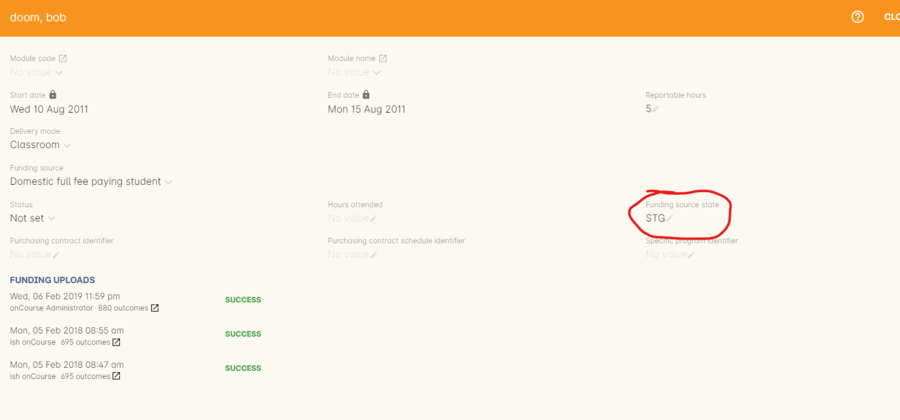 doom, bob
CLO
Module code
Module name
No value
No value
Start date
End date
Reportable hours
Wed 10 Aug 2011
Mon 15 Aug 2011
5
Delivery mode
Classroom
Funding source
Domestic full fee paying student
Status
Hours attended
Funding source state
Not set
No value
STG
Purchasing contract identifier
Purchasing contract schedule identifier
Specific program identifier
No value
No value
No value
FUNDING UPLOADS
Wed, 06 Feb 2019 11:59 pm
SUCCESS
onCourse Administrator 880 outcomes
Mon, 05 Feb 2018 08:55 am
SUCCESS
ish onCourse 695 outcomes
Mon, 05 Feb 2018 08:47 am
SUCCESS
ish onCourse 695 outcomes